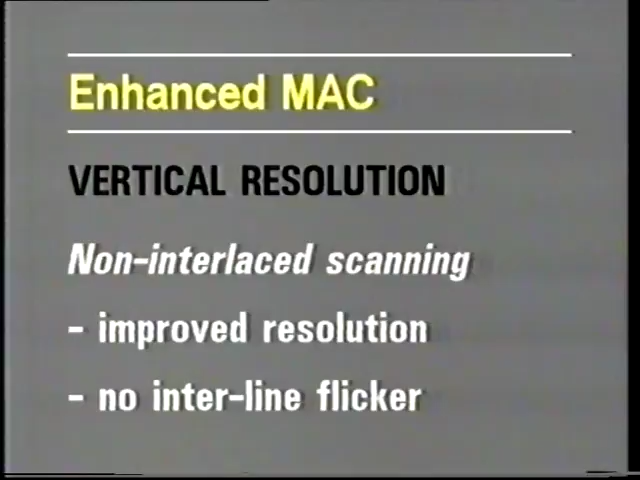 Enhanced MAC
VERTICAL RESOLUTION
Non-interlaced scanning
- improved resolution
- no inter-line flicker